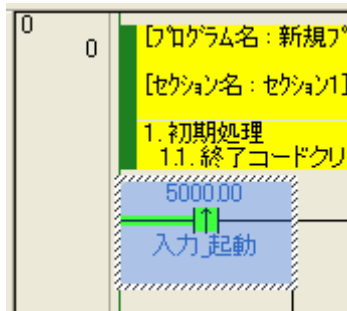 0
0
[プログラム名 : 新規プ
[セクション名 : セクション1]
1. 初期処理
1.1. 終了コードクリ
5000.00
入力_起動